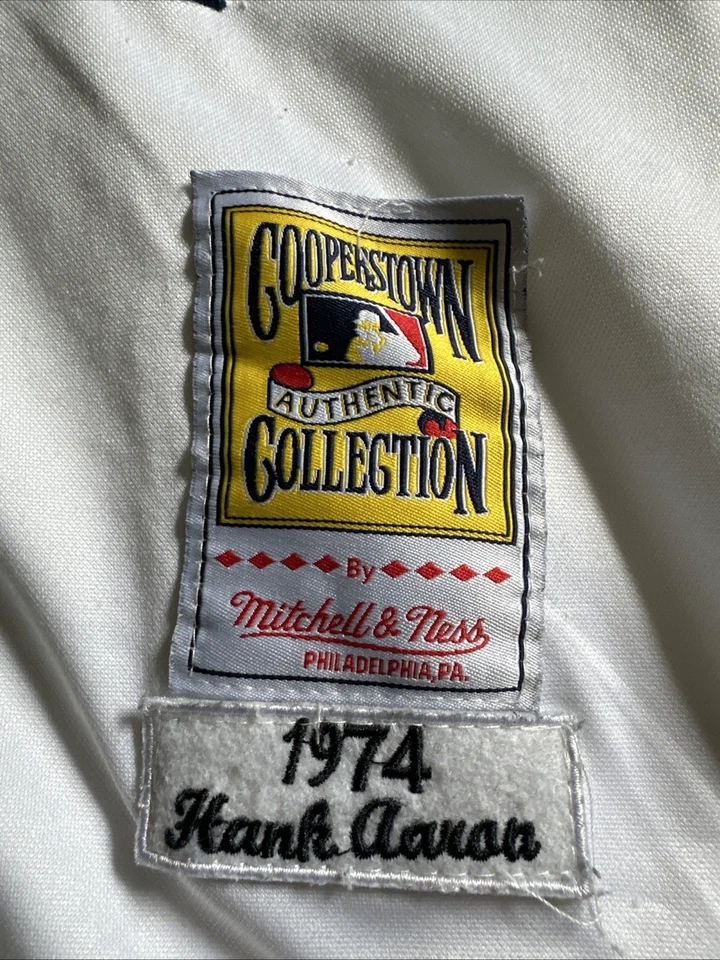 COOPERSTOWN
AUTHENTIC
COLLECTION
By
Mitchell & Ness
PHILADELPHIA, PA.
1974
Hank Aaron